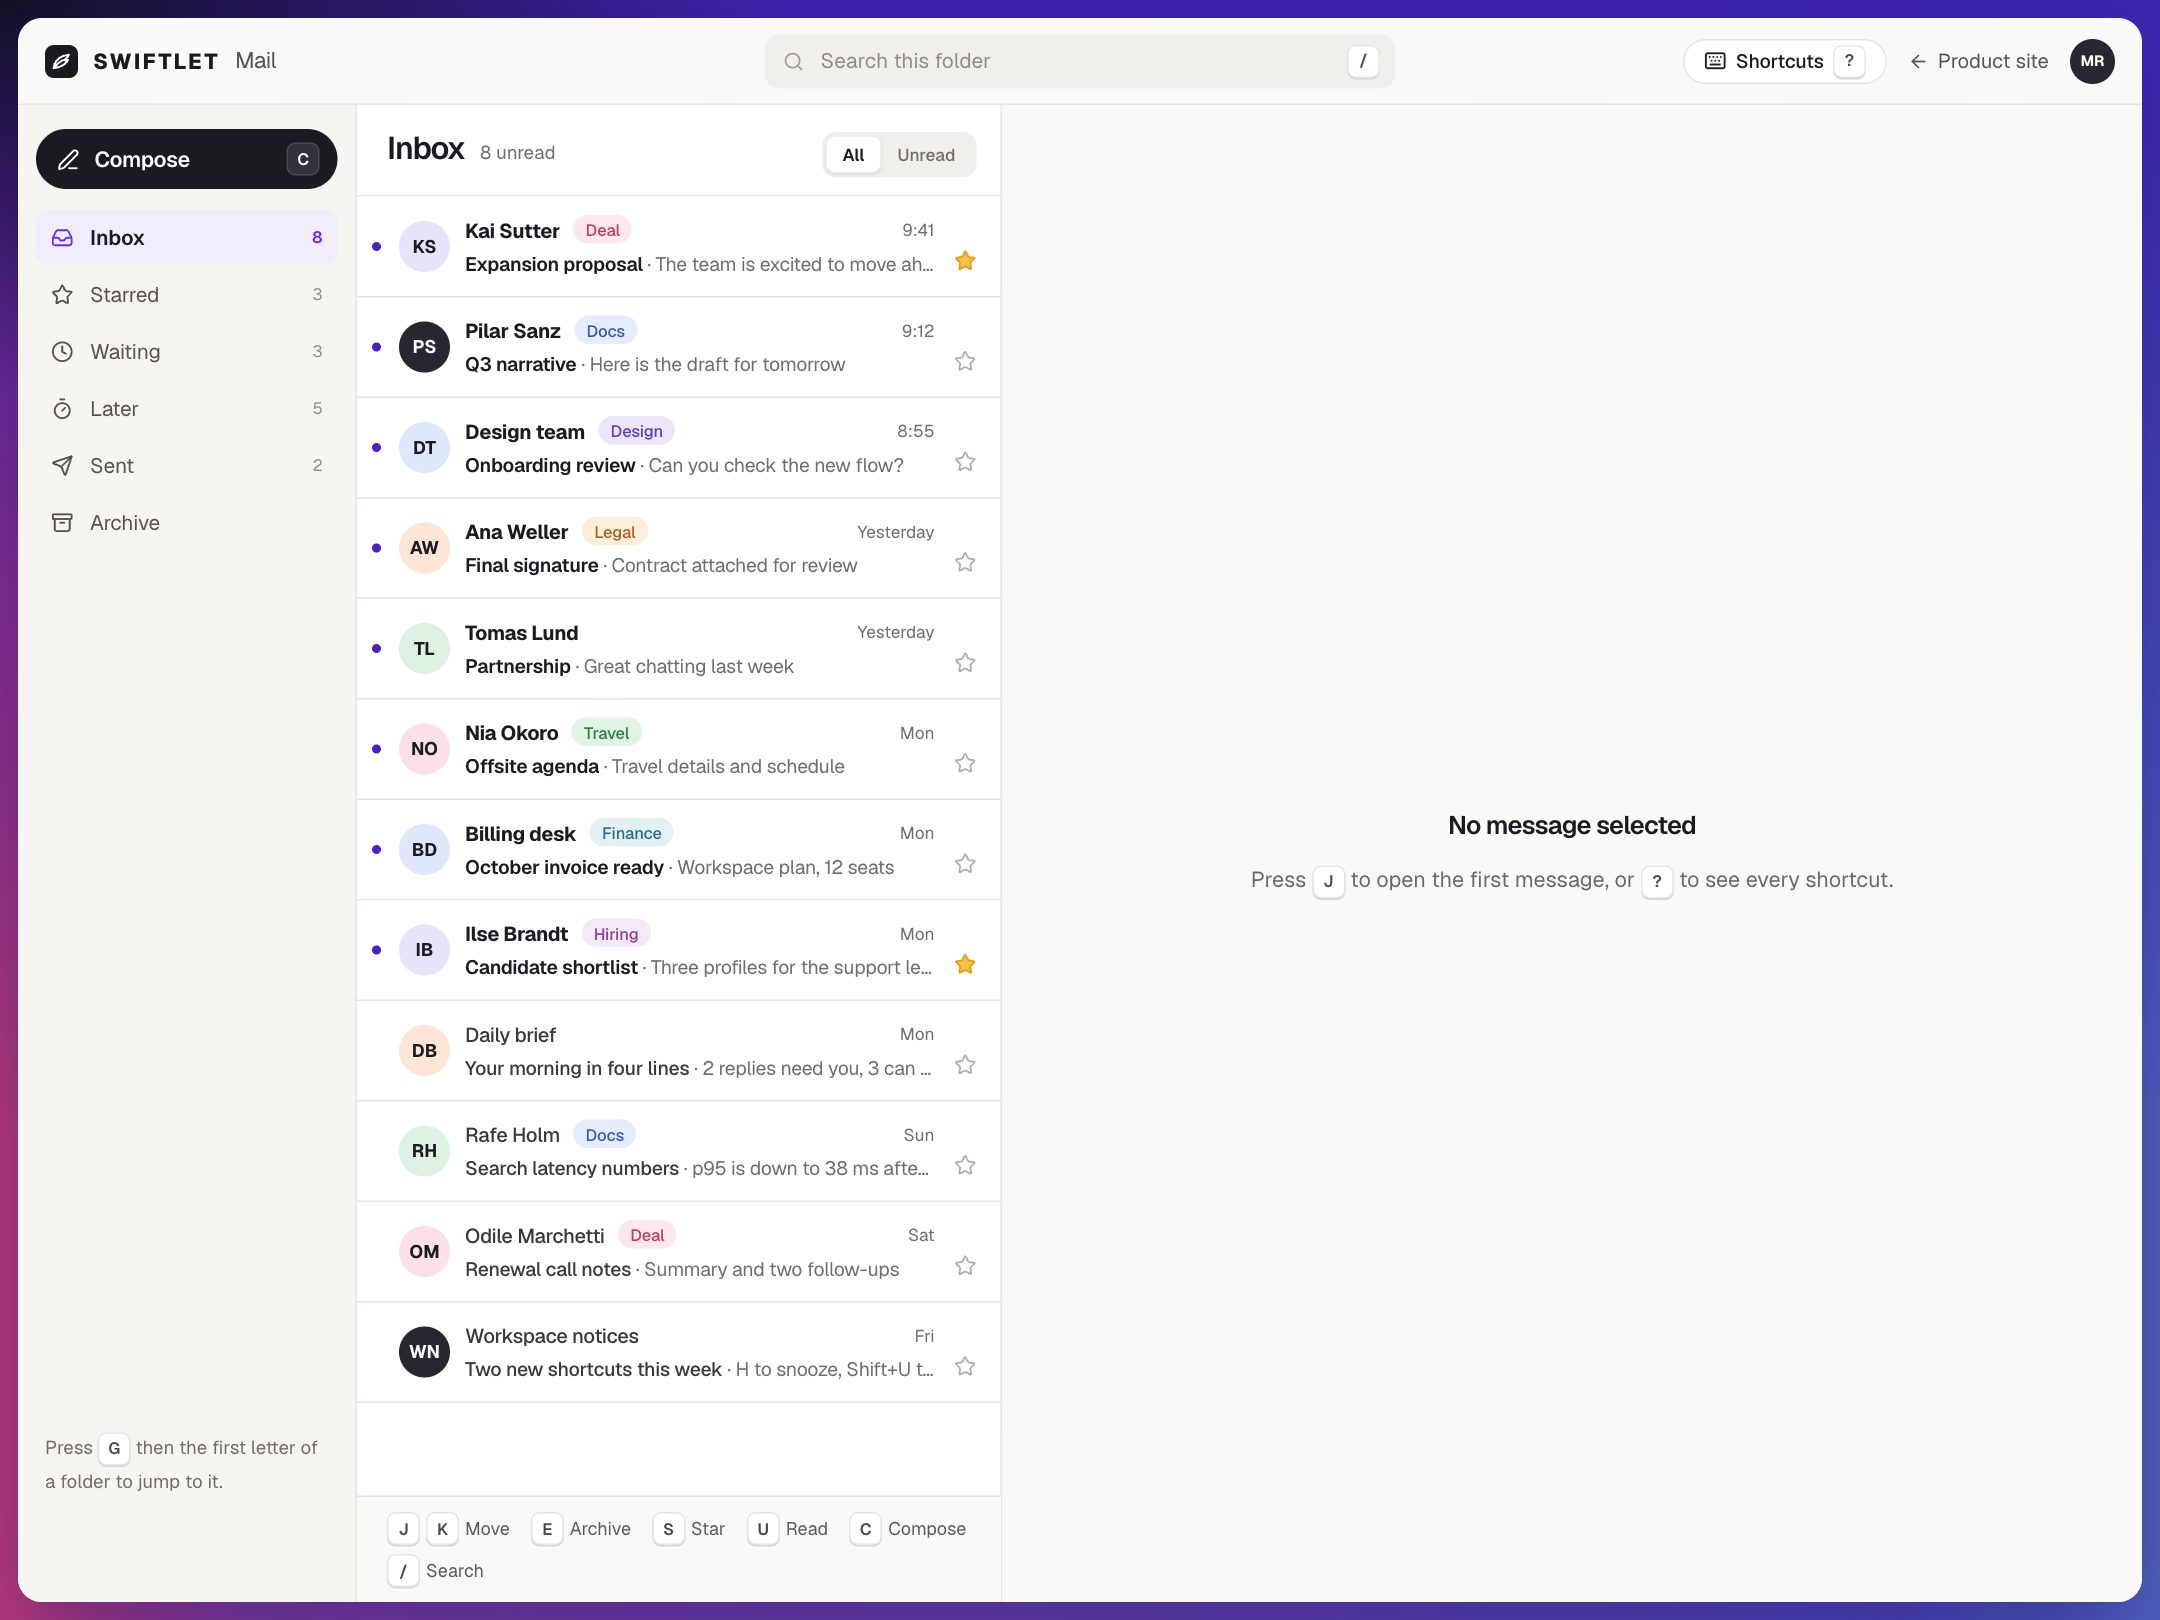 SWIFTLET Mail
Search this folder /
Shortcuts ?
Product site
MR
Compose C
Inbox 8
Starred 3
Waiting 3
Later 5
Sent 2
Archive
Press G then the first letter of
a folder to jump to it.
Inbox 8 unread
All Unread
KS
Kai Sutter Deal 9:41
Expansion proposal · The team is excited to move ah…
PS
Pilar Sanz Docs 9:12
Q3 narrative · Here is the draft for tomorrow
DT
Design team Design 8:55
Onboarding review · Can you check the new flow?
AW
Ana Weller Legal Yesterday
Final signature · Contract attached for review
TL
Tomas Lund Yesterday
Partnership · Great chatting last week
NO
Nia Okoro Travel Mon
Offsite agenda · Travel details and schedule
BD
Billing desk Finance Mon
October invoice ready · Workspace plan, 12 seats
IB
Ilse Brandt Hiring Mon
Candidate shortlist · Three profiles for the support le…
DB
Daily brief Mon
Your morning in four lines · 2 replies need you, 3 can …
RH
Rafe Holm Docs Sun
Search latency numbers · p95 is down to 38 ms afte…
OM
Odile Marchetti Deal Sat
Renewal call notes · Summary and two follow-ups
WN
Workspace notices Fri
Two new shortcuts this week · H to snooze, Shift+U t…
J K Move E Archive S Star U Read C Compose
/ Search
No message selected
Press J to open the first message, or ? to see every shortcut.